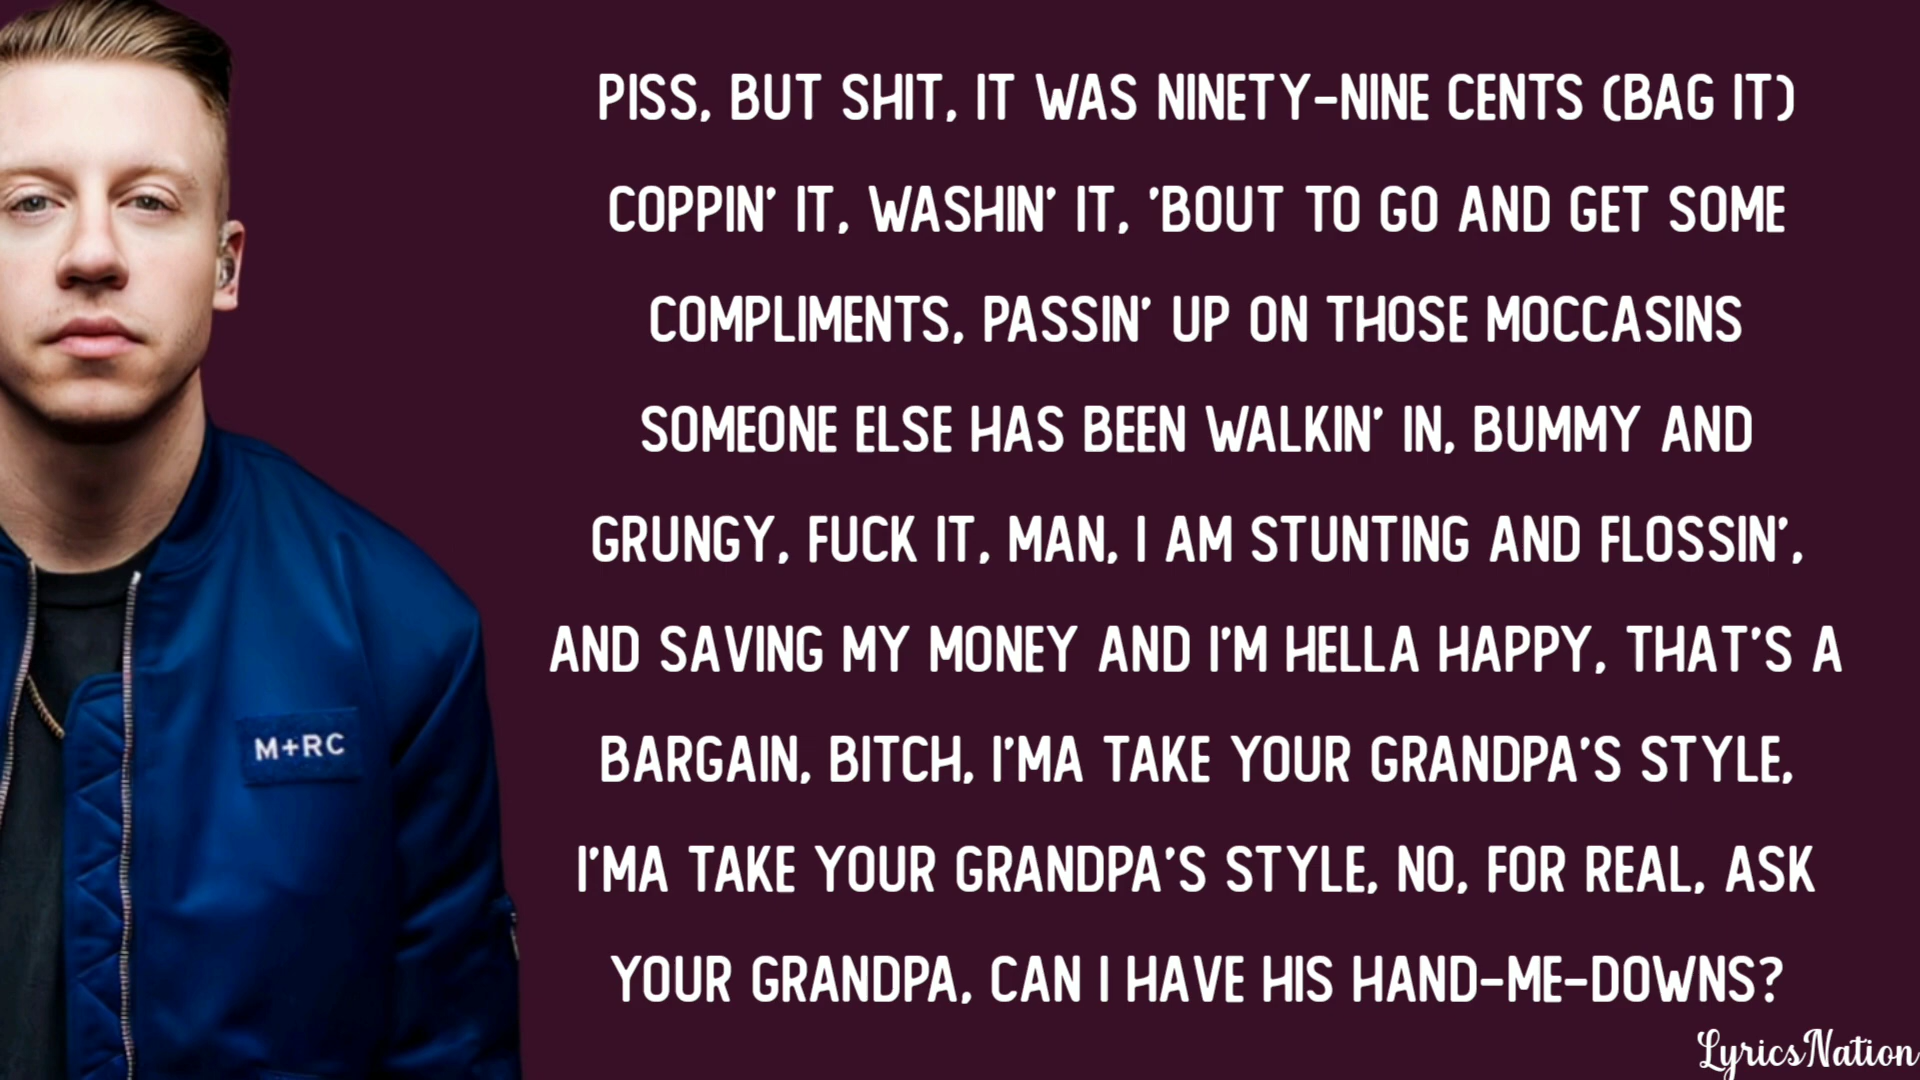 PISS, BUT SHIT, IT WAS NINETY-NINE CENTS (BAG IT)
COPPIN' IT, WASHIN' IT, 'BOUT TO GO AND GET SOME
COMPLIMENTS, PASSIN' UP ON THOSE MOCCASINS
SOMEONE ELSE HAS BEEN WALKIN' IN, BUMMY AND
GRUNGY, FUCK IT, MAN, I AM STUNTING AND FLOSSIN',
AND SAVING MY MONEY AND I'M HELLA HAPPY, THAT'S A
BARGAIN, BITCH, I'MA TAKE YOUR GRANDPA'S STYLE,
I'MA TAKE YOUR GRANDPA'S STYLE, NO, FOR REAL, ASK
YOUR GRANDPA, CAN I HAVE HIS HAND-ME-DOWNS?
M+RC
LyricsNation